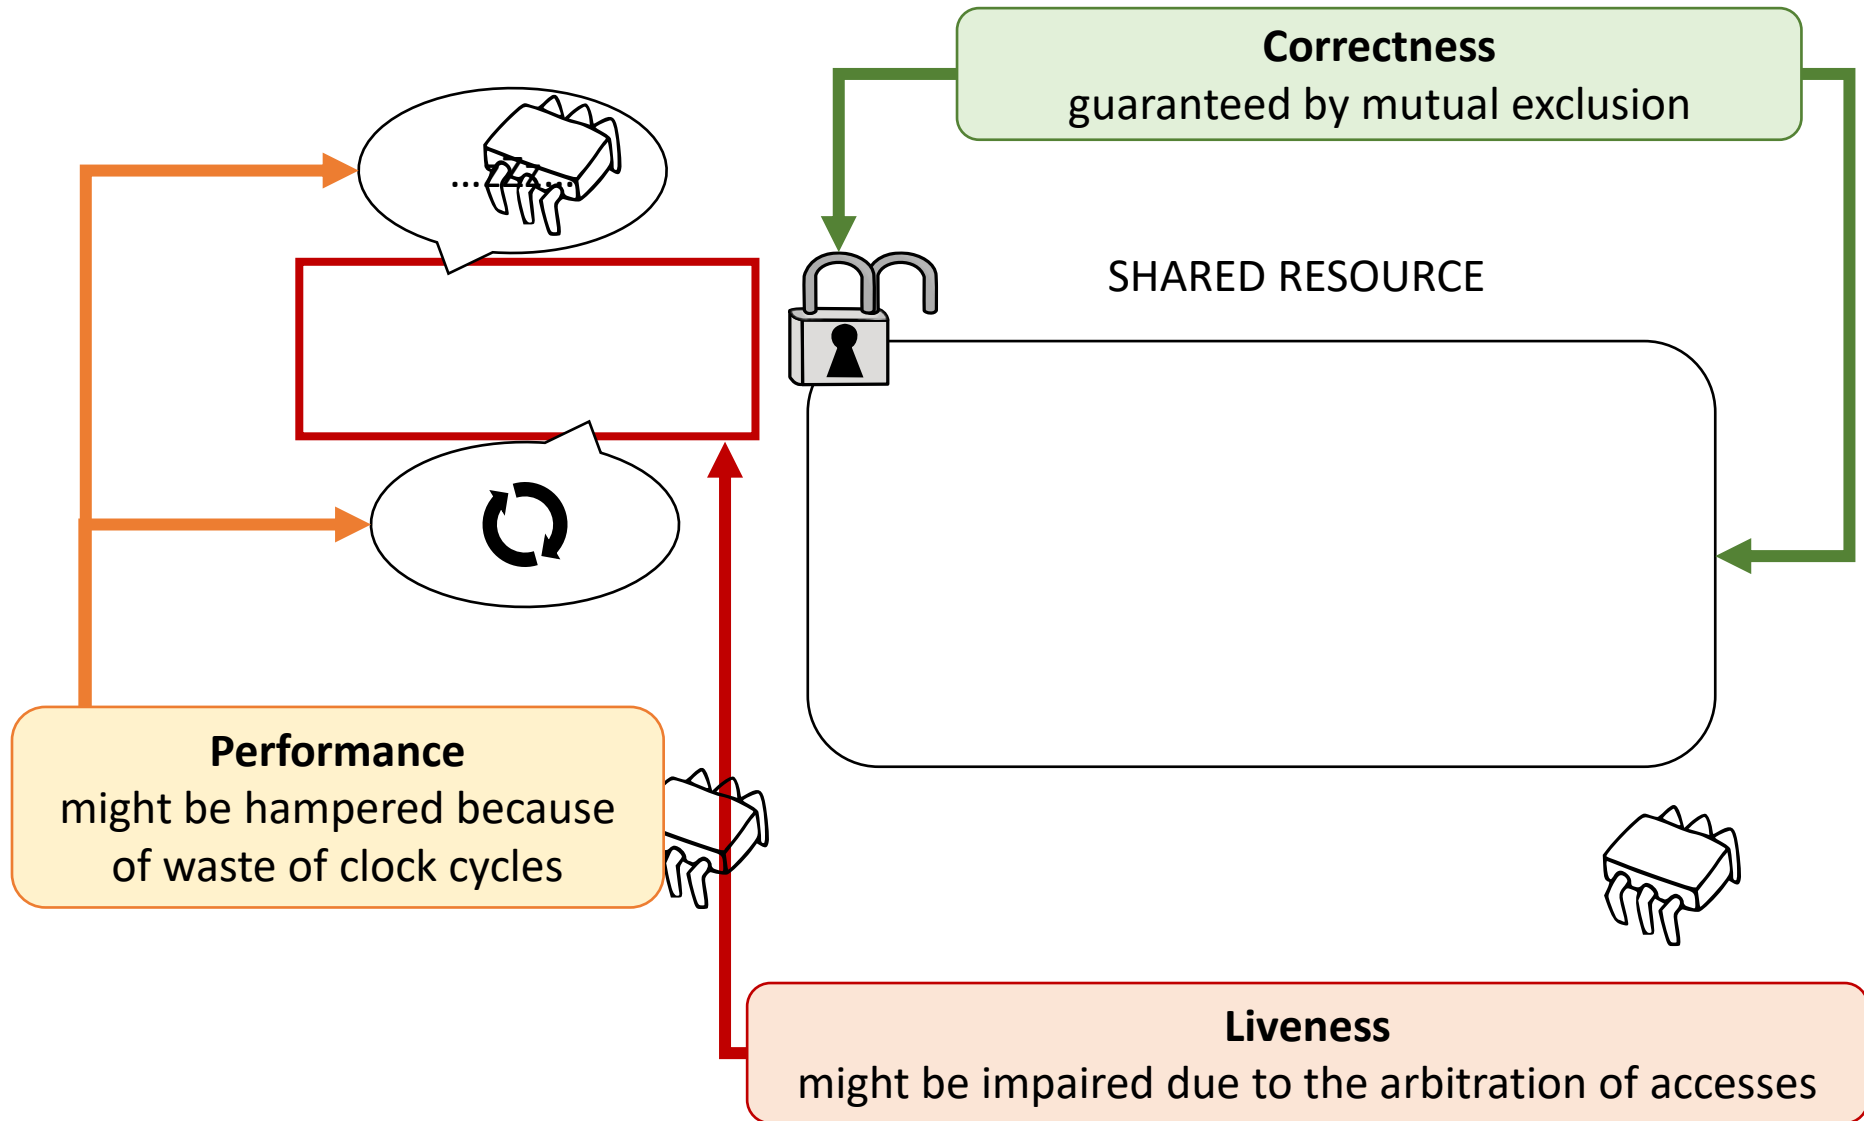 Correctness
guaranteed by mutual exclusion
SHARED RESOURCE
Performance
might be hampered because
of waste of clock cycles
Liveness
might be impaired due to the arbitration of accesses